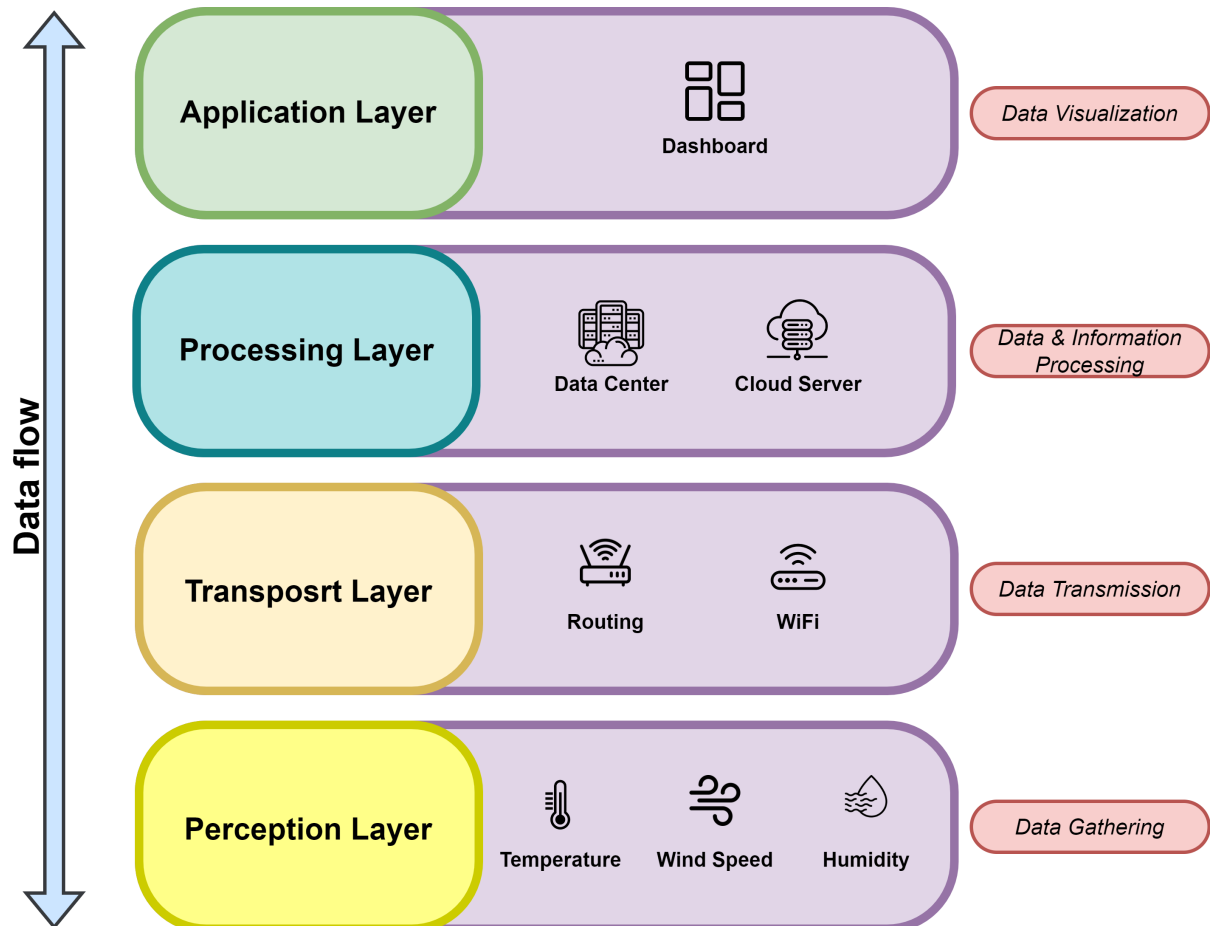 Data flow
Application Layer
Dashboard
Data Visualization
Processing Layer
Data Center
Cloud Server
Data & Information
Processing
Transposrt Layer
Routing
WiFi
Data Transmission
Perception Layer
Temperature
Wind Speed
Humidity
Data Gathering